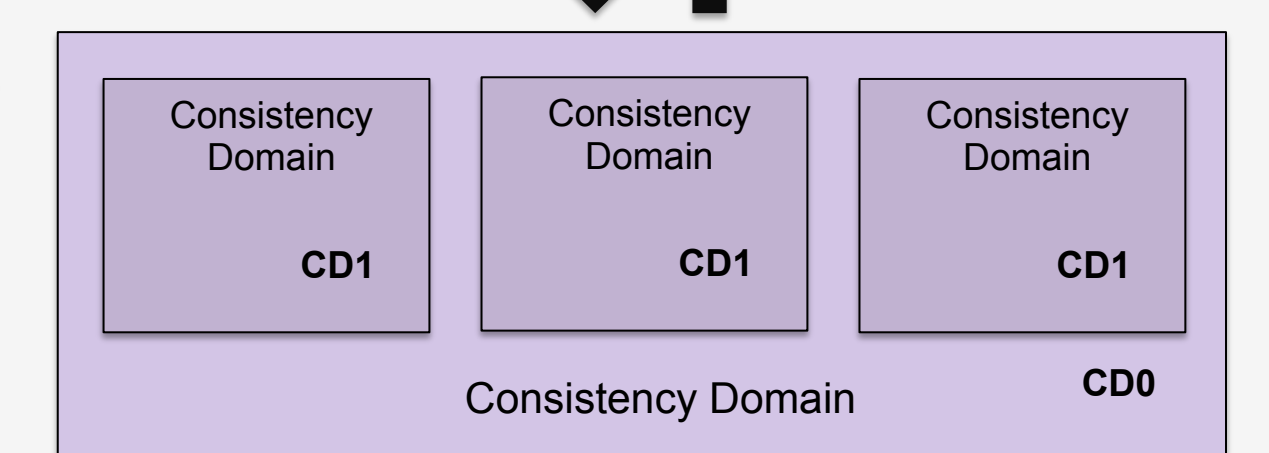 Consistency
Domain
CD1
Consistency
Domain
CD1
Consistency
Domain
CD1
Consistency Domain
CD0